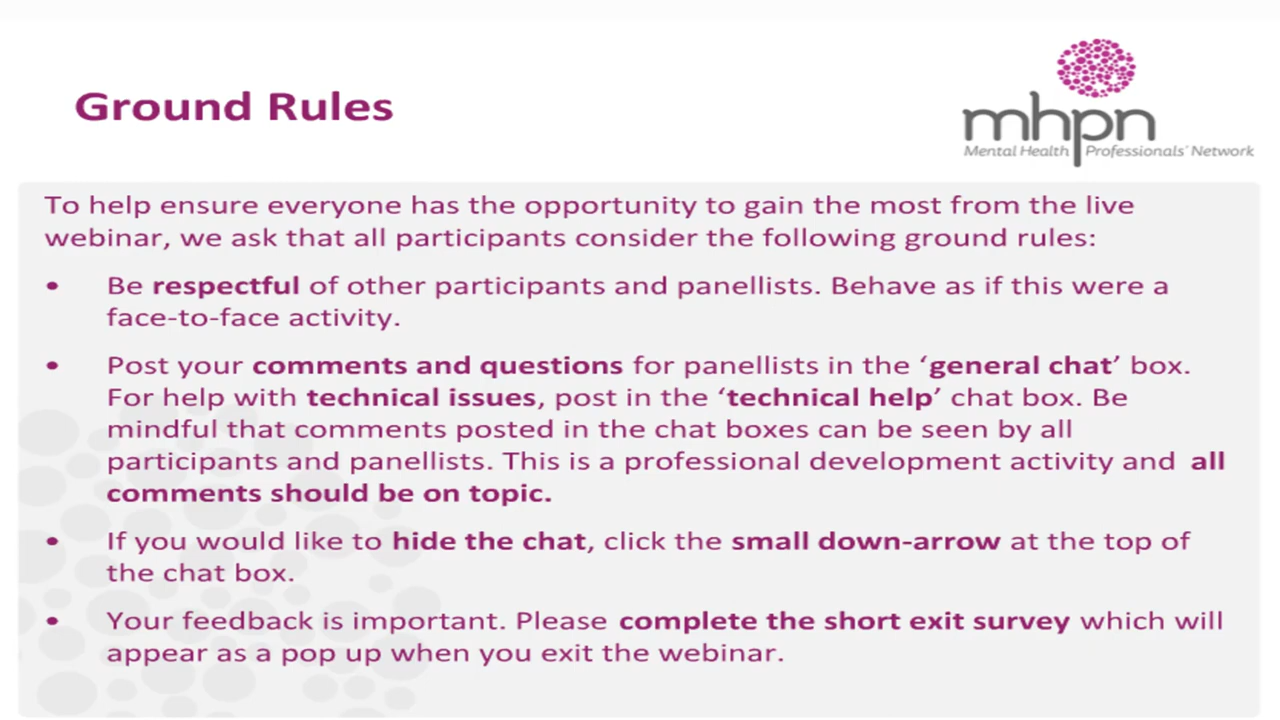 Ground Rules
mhpn
Mental Health Professionals' Network
To help ensure everyone has the opportunity to gain the most from the live
webinar, we ask that all participants consider the following ground rules:
• Be respectful of other participants and panellists. Behave as if this were a
face-to-face activity.
• Post your comments and questions for panellists in the ‘general chat’ box.
For help with technical issues, post in the ‘technical help’ chat box. Be
mindful that comments posted in the chat boxes can be seen by all
participants and panellists. This is a professional development activity and all
comments should be on topic.
• If you would like to hide the chat, click the small down-arrow at the top of
the chat box.
• Your feedback is important. Please complete the short exit survey which will
appear as a pop up when you exit the webinar.